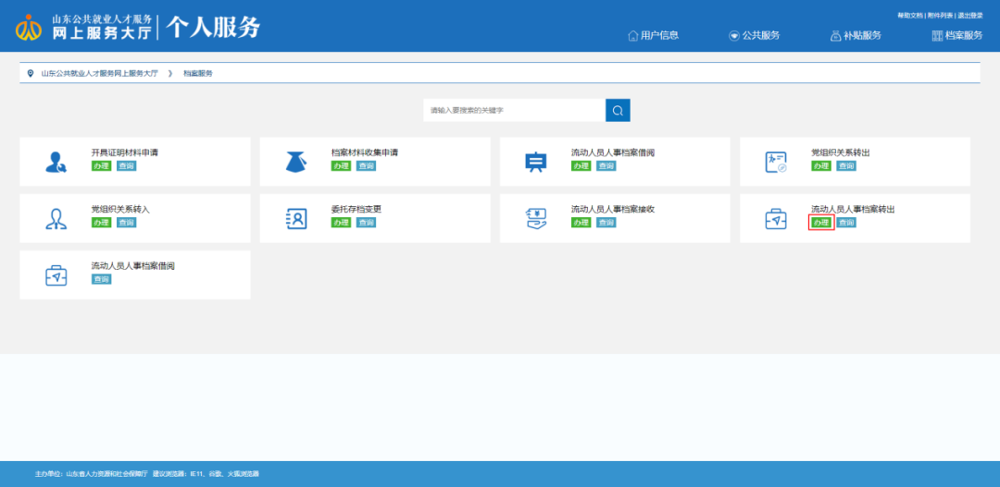 山东公共就业人才服务
网上服务大厅
个人服务
帮助文档 | 附件列表 | 退出登录
用户信息 公共服务 补贴服务 档案服务
山东公共就业人才服务网上服务大厅 》 档案服务
请输入要搜索的关键字
开具证明材料申请
办理 查询
档案材料收集申请
办理 查询
流动人员人事档案借阅
办理 查询
党组织关系转出
办理 查询
党组织关系转入
办理 查询
委托存档变更
办理 查询
流动人员人事档案接收
办理 查询
流动人员人事档案转出
办理 查询
流动人员人事档案借阅
查询
主办单位：山东省人力资源和社会保障厅 建议浏览器：IE11、谷歌、火狐浏览器